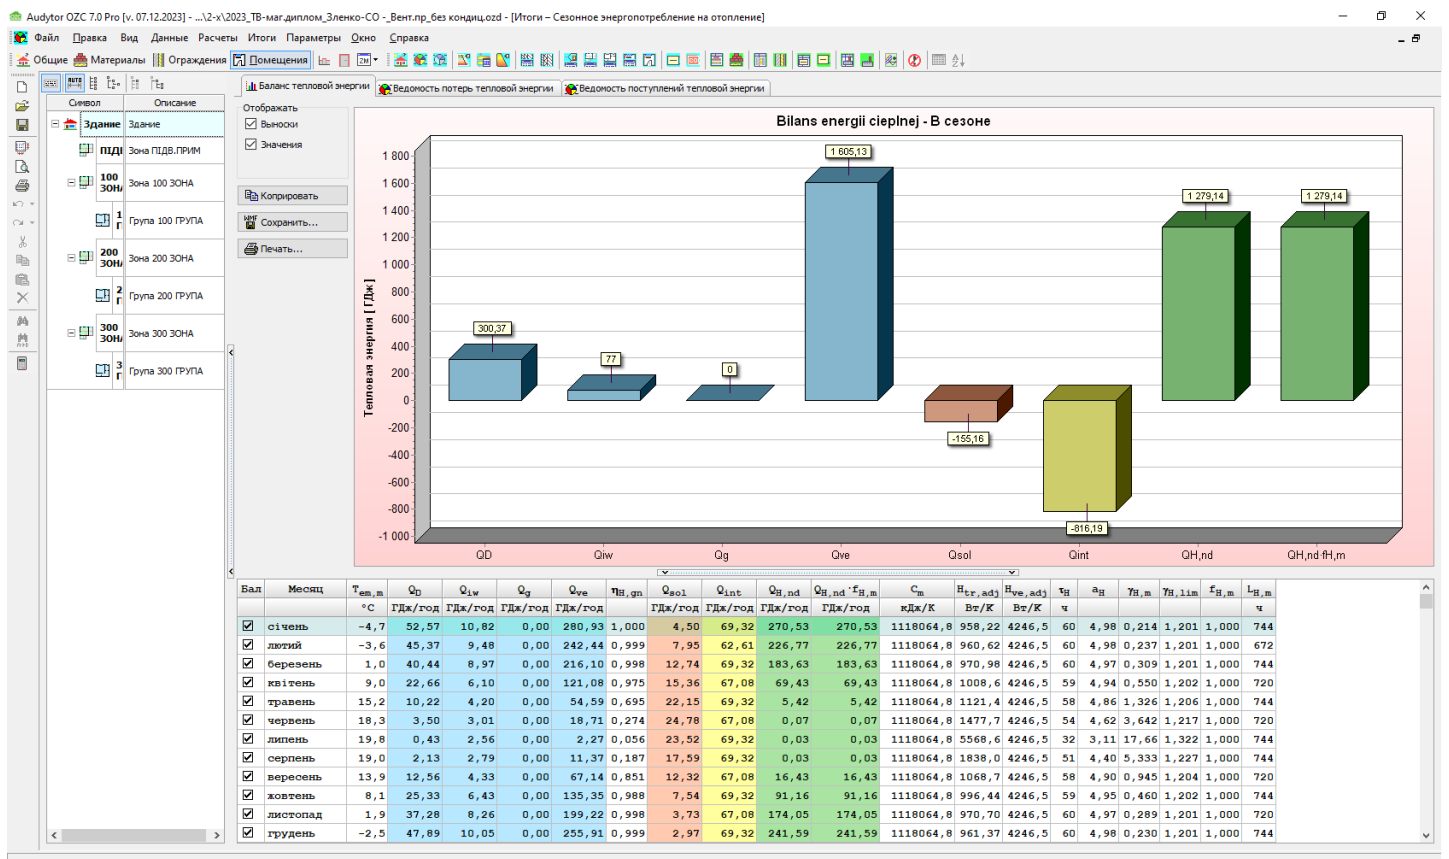 Audytor OZC 7.0 Pro [v. 07.12.2023] - ...\2-х\2023_ТВ-маг.диплом_Зленко-СО -_Вент.пр_без кондиц.ozd - [Итоги – Сезонное энергопотребление на отопление]
Файл Правка Вид Данные Расчеты Итоги Параметры Окно Справка
Общие Материалы Ограждения Помещения
Баланс тепловой энергии Ведомость потерь тепловой энергии Ведомость поступлений тепловой энергии
Символ Описание
Здание Здание
ПІДІ Зона ПІДВ.ПРИМ
100 ЗОНА Зона 100 ЗОНА
1 Г Група 100 ГРУПА
200 ЗОНА Зона 200 ЗОНА
2 Г Група 200 ГРУПА
300 ЗОНА Зона 300 ЗОНА
3 Г Група 300 ГРУПА
Отображать
Выноски
Значения
Копировать
Сохранить...
Печать...
Bilans energii cieplnej - В сезоне
Тепловая энергия [ ГДж ]
1 800
1 600
1 400
1 200
1 000
800
600
400
200
0
-200
-400
-600
-800
-1 000
300,37
77
0
1 605,13
-155,16
-816,19
1 279,14
1 279,14
QD Qiw Qg Qve Qsol Qint QH,nd QH,nd·fH,m
Бал Месяц Tem,m QD Qiw Qg Qve ηH,gn Qsol Qint QH,nd QH,nd·fH,m Cm Htr,adj Hve,adj τH aH γH,m γH,lim fH,m LH,m
°C ГДж/год ГДж/год ГДж/год ГДж/год ГДж/год ГДж/год ГДж/год ГДж/год кДж/K Вт/K Вт/K ч ч
січень -4,7 52,57 10,82 0,00 280,93 1,000 4,50 69,32 270,53 270,53 1118064,8 958,22 4246,5 60 4,98 0,214 1,201 1,000 744
лютий -3,6 45,37 9,48 0,00 242,44 0,999 7,95 62,61 226,77 226,77 1118064,8 960,62 4246,5 60 4,98 0,237 1,201 1,000 672
березень 1,0 40,44 8,97 0,00 216,10 0,998 12,74 69,32 183,63 183,63 1118064,8 970,98 4246,5 60 4,97 0,309 1,201 1,000 744
квітень 9,0 22,66 6,10 0,00 121,08 0,975 15,36 67,08 69,43 69,43 1118064,8 1008,6 4246,5 59 4,94 0,550 1,202 1,000 720
травень 15,2 10,22 4,20 0,00 54,59 0,695 22,15 69,32 5,42 5,42 1118064,8 1121,4 4246,5 58 4,86 1,326 1,206 1,000 744
червень 18,3 3,50 3,01 0,00 18,71 0,274 24,78 67,08 0,07 0,07 1118064,8 1477,7 4246,5 54 4,62 3,642 1,217 1,000 720
липень 19,8 0,43 2,56 0,00 2,27 0,056 23,52 69,32 0,03 0,03 1118064,8 5568,6 4246,5 32 3,11 17,66 1,322 1,000 744
серпень 19,0 2,13 2,79 0,00 11,37 0,187 17,59 69,32 0,03 0,03 1118064,8 1838,0 4246,5 51 4,40 5,333 1,227 1,000 744
вересень 13,9 12,56 4,33 0,00 67,14 0,851 12,32 67,08 16,43 16,43 1118064,8 1068,7 4246,5 58 4,90 0,945 1,204 1,000 720
жовтень 8,1 25,33 6,43 0,00 135,35 0,988 7,54 69,32 91,16 91,16 1118064,8 996,44 4246,5 59 4,95 0,460 1,202 1,000 744
листопад 1,9 37,28 8,26 0,00 199,22 0,998 3,73 67,08 174,05 174,05 1118064,8 970,70 4246,5 60 4,97 0,289 1,201 1,000 720
грудень -2,5 47,89 10,05 0,00 255,91 0,999 2,97 69,32 241,59 241,59 1118064,8 961,37 4246,5 60 4,98 0,230 1,201 1,000 744